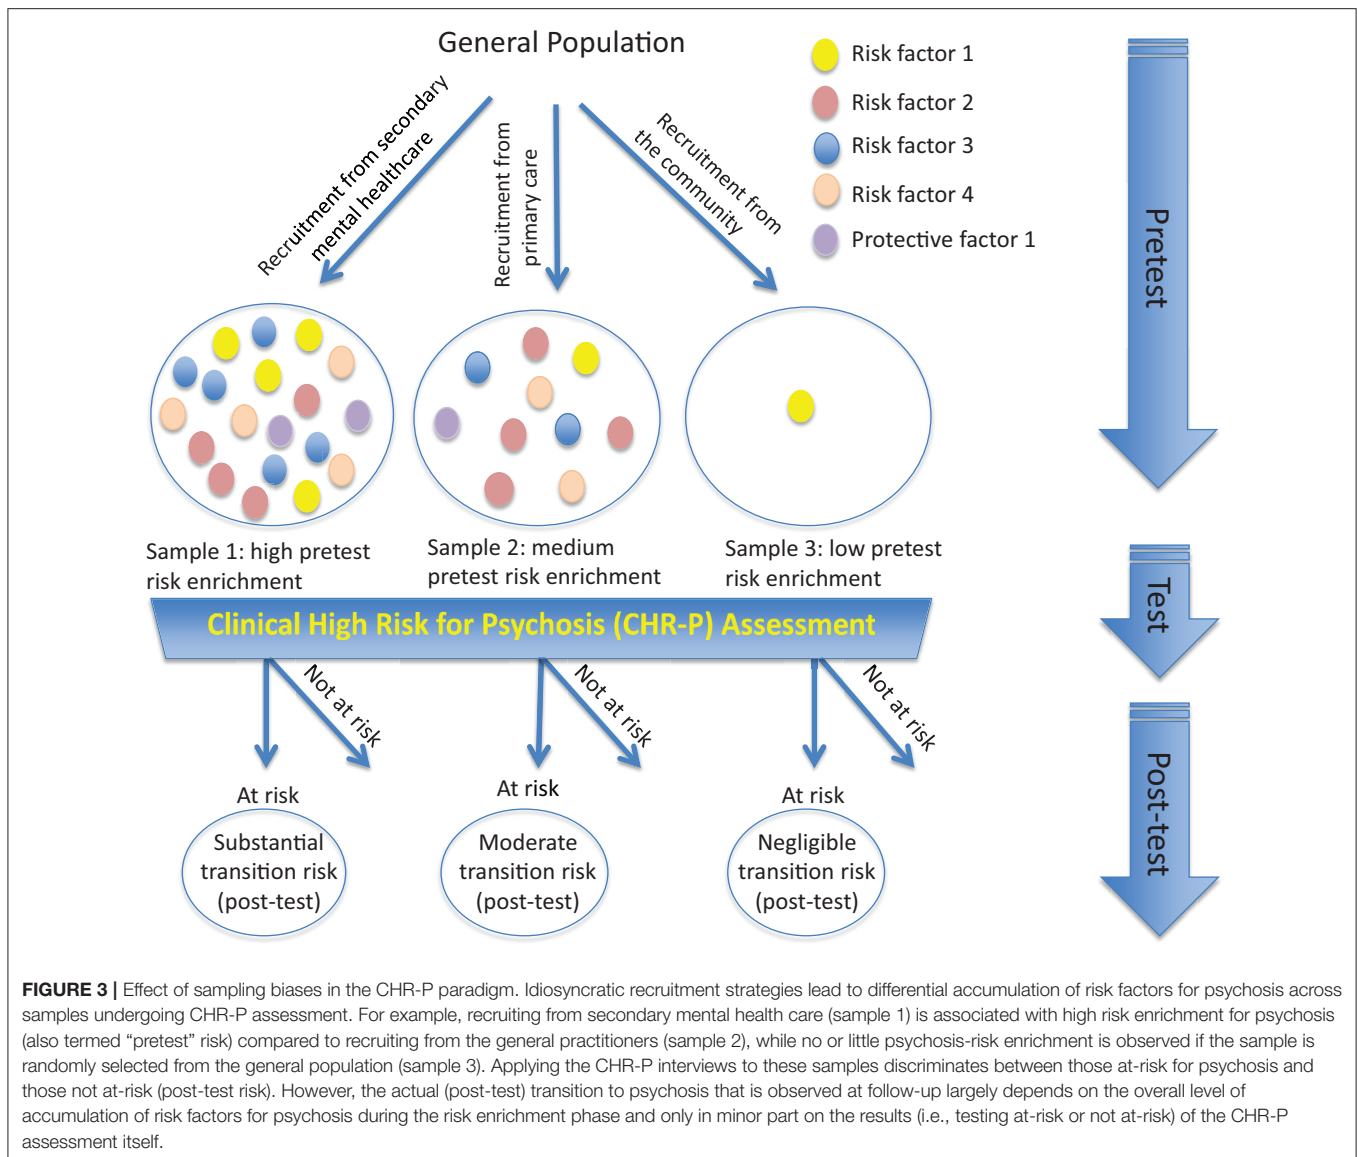 General Population
Risk factor 1
Risk factor 2
Risk factor 3
Risk factor 4
Protective factor 1
Recruitment from secondary
mental healthcare
Recruitment from
primary care
Recruitment from
the community
Pretest
Sample 1: high pretest
risk enrichment
Sample 2: medium
pretest risk enrichment
Sample 3: low pretest
risk enrichment
Clinical High Risk for Psychosis (CHR-P) Assessment
Test
Not at risk
Not at risk
Not at risk
At risk
At risk
At risk
Substantial
transition risk
(post-test)
Moderate
transition risk
(post-test)
Negligible
transition risk
(post-test)
Post-test
FIGURE 3 | Effect of sampling biases in the CHR-P paradigm. Idiosyncratic recruitment strategies lead to differential accumulation of risk factors for psychosis across
samples undergoing CHR-P assessment. For example, recruiting from secondary mental health care (sample 1) is associated with high risk enrichment for psychosis
(also termed “pretest” risk) compared to recruiting from the general practitioners (sample 2), while no or little psychosis-risk enrichment is observed if the sample is
randomly selected from the general population (sample 3). Applying the CHR-P interviews to these samples discriminates between those at-risk for psychosis and
those not at-risk (post-test risk). However, the actual (post-test) transition to psychosis that is observed at follow-up largely depends on the overall level of
accumulation of risk factors for psychosis during the risk enrichment phase and only in minor part on the results (i.e., testing at-risk or not at-risk) of the CHR-P
assessment itself.